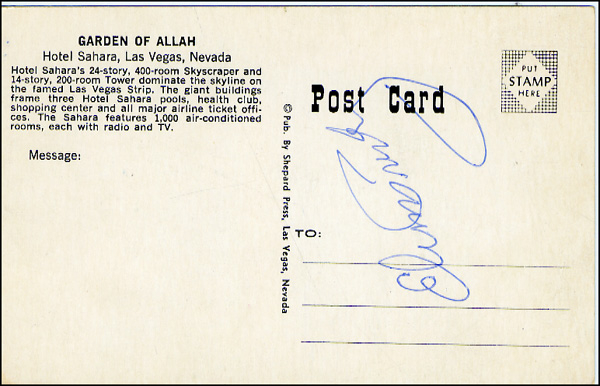 GARDEN OF ALLAH
Hotel Sahara, Las Vegas, Nevada
Hotel Sahara's 24-story, 400-room Skyscraper and
14-story, 200-room Tower dominate the skyline on
the famed Las Vegas Strip. The giant buildings
frame three Hotel Sahara pools, health club,
shopping center and all major airline ticket offi-
ces. The Sahara features 1,000 air-conditioned
rooms, each with radio and TV.
Message:
© Pub. By Shepard Press, Las Vegas, Nevada
Post Card
PUT
STAMP
HERE
TO: